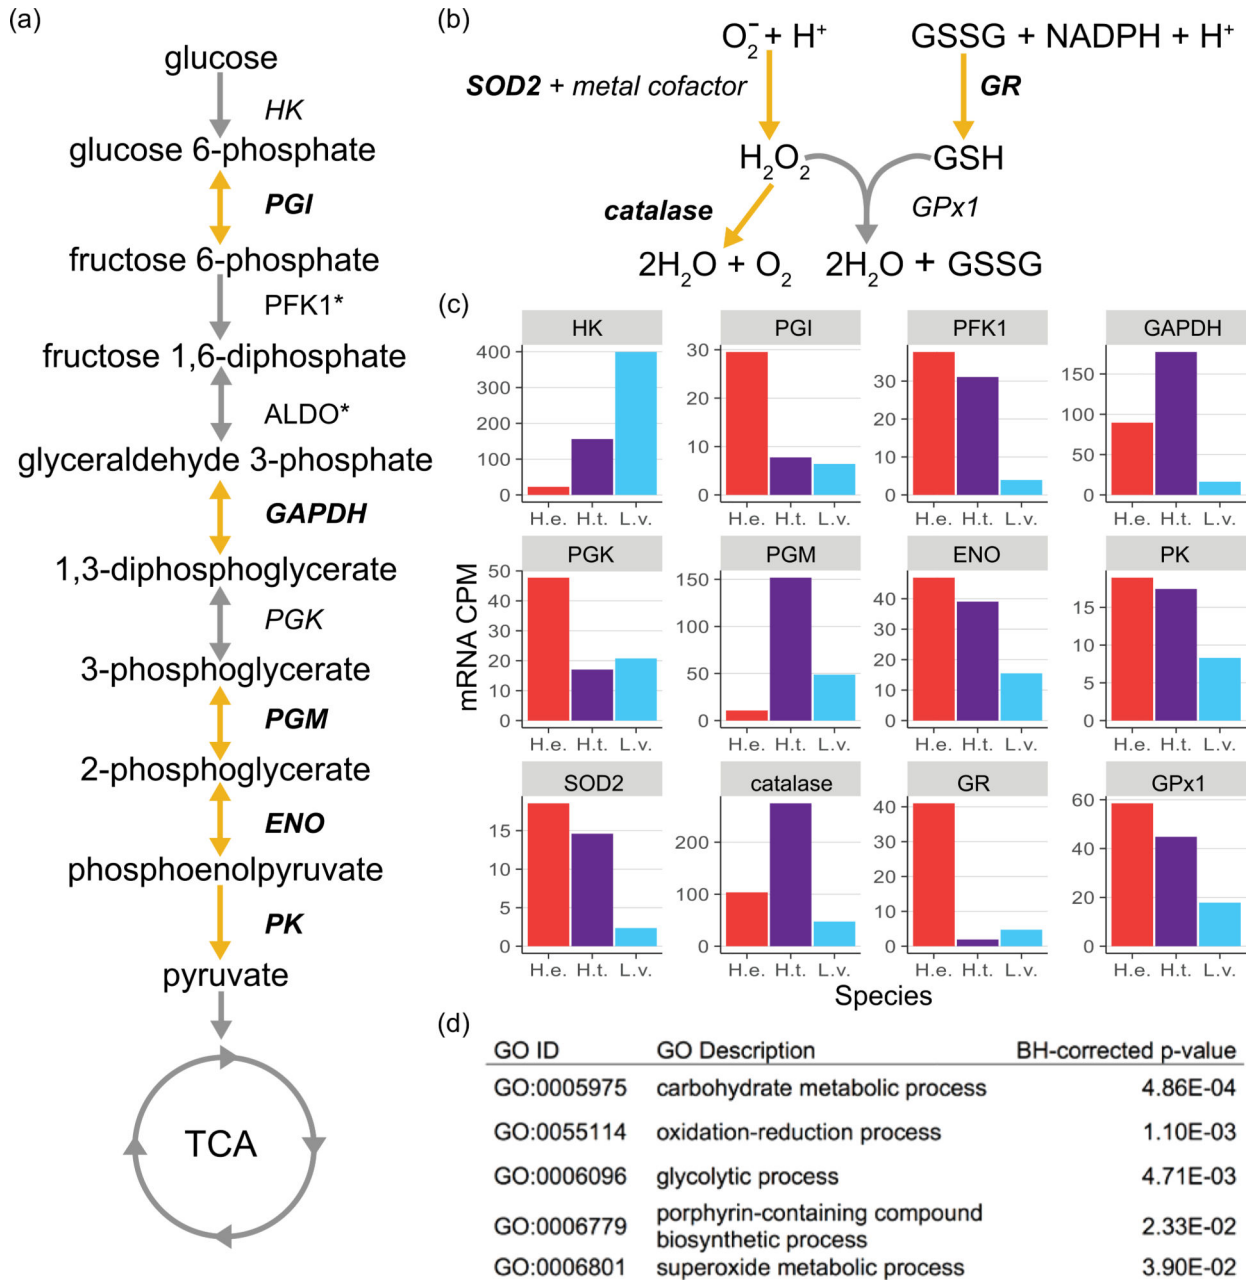 (a)
glucose
HK
glucose 6-phosphate
PGI
fructose 6-phosphate
PFK1*
fructose 1,6-diphosphate
ALDO*
glyceraldehyde 3-phosphate
GAPDH
1,3-diphosphoglycerate
PGK
3-phosphoglycerate
PGM
2-phosphoglycerate
ENO
phosphoenolpyruvate
PK
pyruvate
TCA
(b)
O₂⁻ + H⁺
GSSG + NADPH + H⁺
SOD2 + metal cofactor
GR
H₂O₂
GSH
catalase
GPx1
2H₂O + O₂
2H₂O + GSSG
(c)
mRNA CPM
HK
400
300
200
100
0
H.e. H.t. L.v.
PGI
30
20
10
0
H.e. H.t. L.v.
PFK1
30
20
10
0
H.e. H.t. L.v.
GAPDH
150
100
50
0
H.e. H.t. L.v.
PGK
50
40
30
20
10
0
H.e. H.t. L.v.
PGM
150
100
50
0
H.e. H.t. L.v.
ENO
40
30
20
10
0
H.e. H.t. L.v.
PK
15
10
5
0
H.e. H.t. L.v.
SOD2
15
10
5
0
H.e. H.t. L.v.
catalase
200
100
0
H.e. H.t. L.v.
GR
40
30
20
10
0
H.e. H.t. L.v.
GPx1
60
40
20
0
H.e. H.t. L.v.
Species
(d)
GO ID GO Description BH-corrected p-value
GO:0005975 carbohydrate metabolic process 4.86E-04
GO:0055114 oxidation-reduction process 1.10E-03
GO:0006096 glycolytic process 4.71E-03
GO:0006779 porphyrin-containing compound 2.33E-02
biosynthetic process
GO:0006801 superoxide metabolic process 3.90E-02